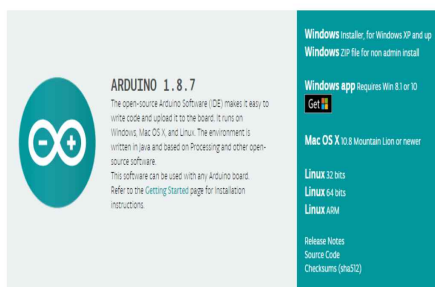 ARDUINO 1.8.7
The open-source Arduino Software (IDE) makes it easy to
write code and upload it to the board. It runs on
Windows, Mac OS X, and Linux. The environment is
written in Java and based on Processing and other open-
source software.
This software can be used with any Arduino board.
Refer to the Getting Started page for Installation
instructions.
Windows Installer, for Windows XP and up
Windows ZIP file for non admin install
Windows app Requires Win 8.1 or 10
Get
Mac OS X 10.8 Mountain Lion or newer
Linux 32 bits
Linux 64 bits
Linux ARM
Release Notes
Source Code
Checksums (sha512)